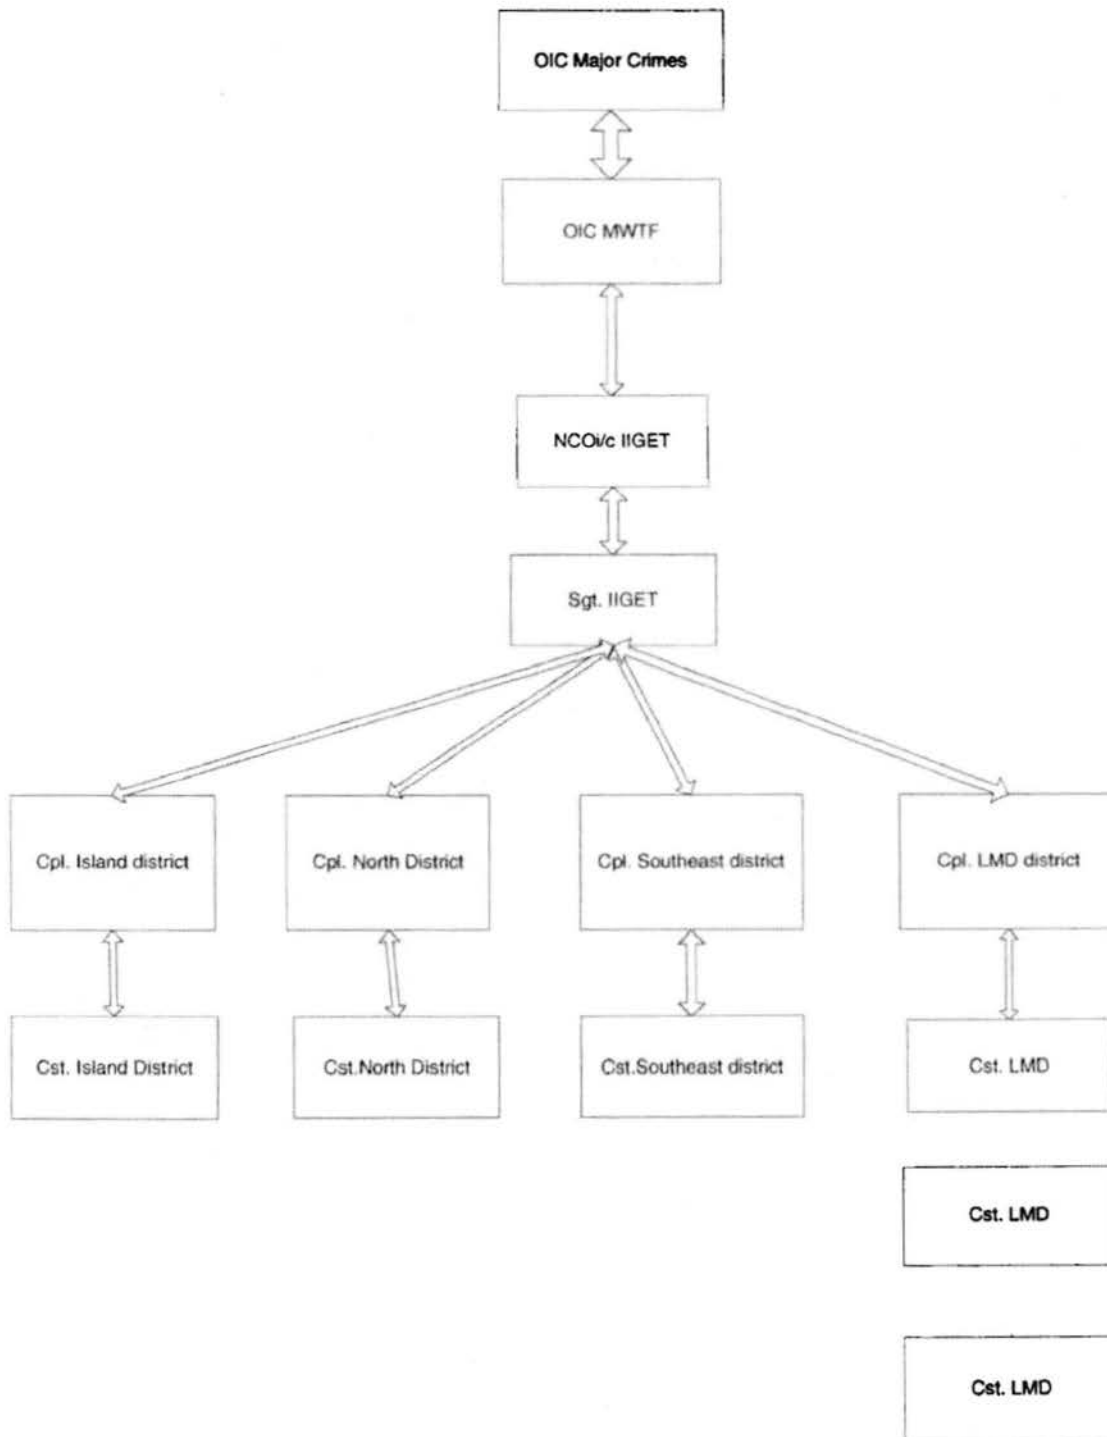 OIC Major Crimes
OIC MWTF
NCOi/c IIGET
Sgt. IIGET
Cpl. Island district
Cpl. North District
Cpl. Southeast district
Cpl. LMD district
Cst. Island District
Cst.North District
Cst.Southeast district
Cst. LMD
Cst. LMD
Cst. LMD